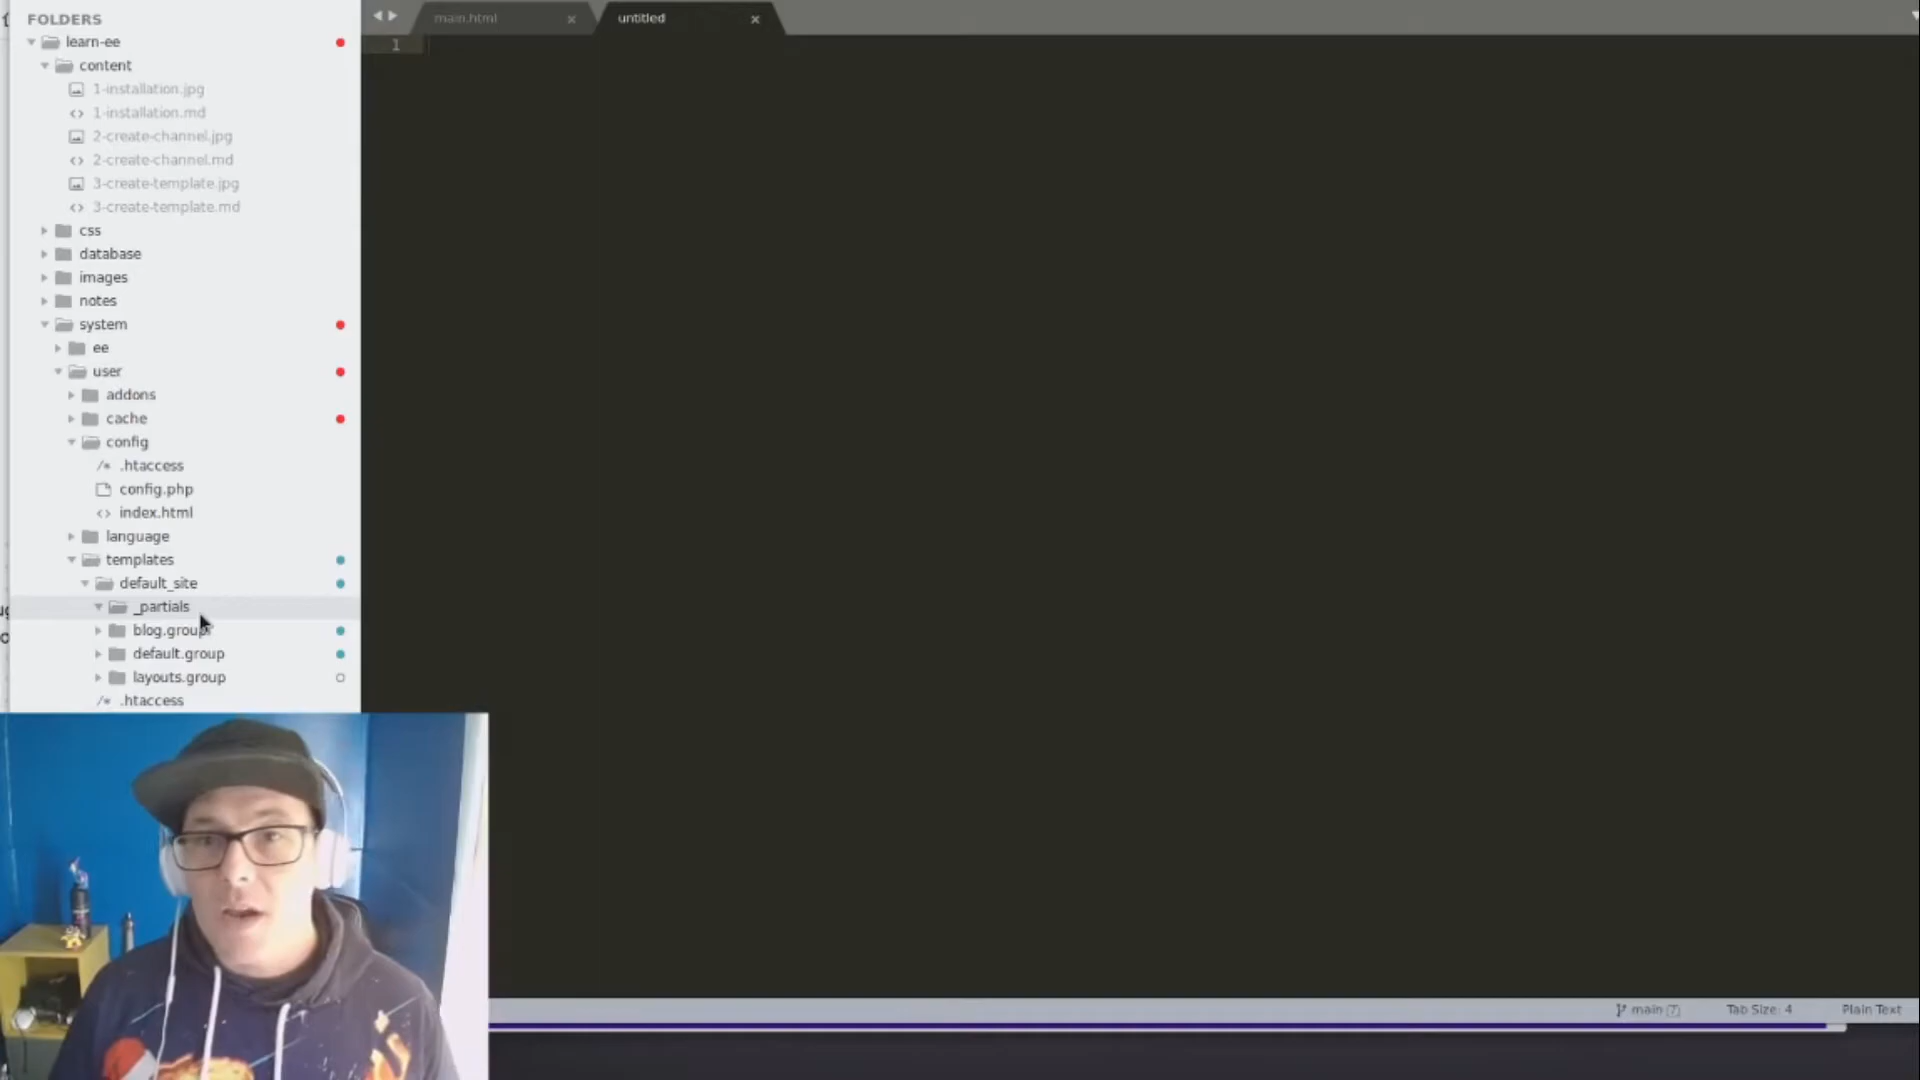 FOLDERS
learn-ee
content
1-installation.jpg
1-installation.md
2-create-channel.jpg
2-create-channel.md
3-create-template.jpg
3-create-template.md
css
database
images
notes
system
ee
user
addons
cache
config
.htaccess
config.php
index.html
language
templates
default_site
_partials
blog.group
default.group
layouts.group
.htaccess
main.html
untitled
1
main 7
Tab Size: 4
Plain Text